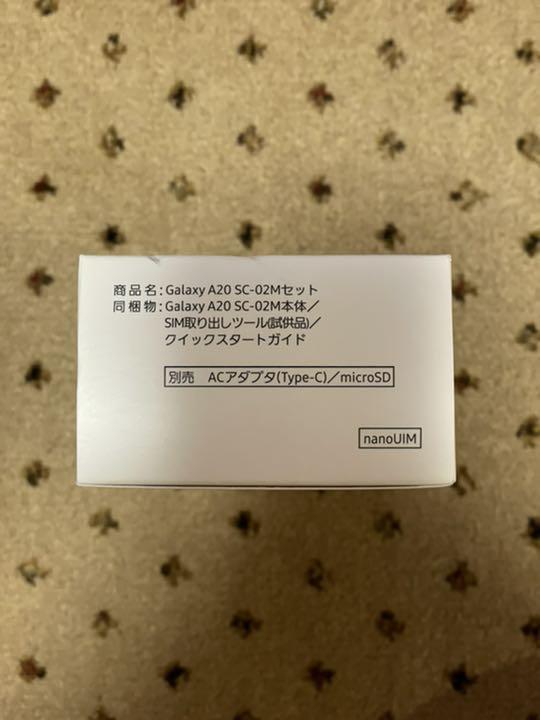 商品名:Galaxy A20 SC-02Mセット
同梱物:Galaxy A20 SC-02M本体/
SIM取り出しツール(試供品)/
クイックスタートガイド
別売 ACアダプタ(Type-C)/microSD
nanoUIM